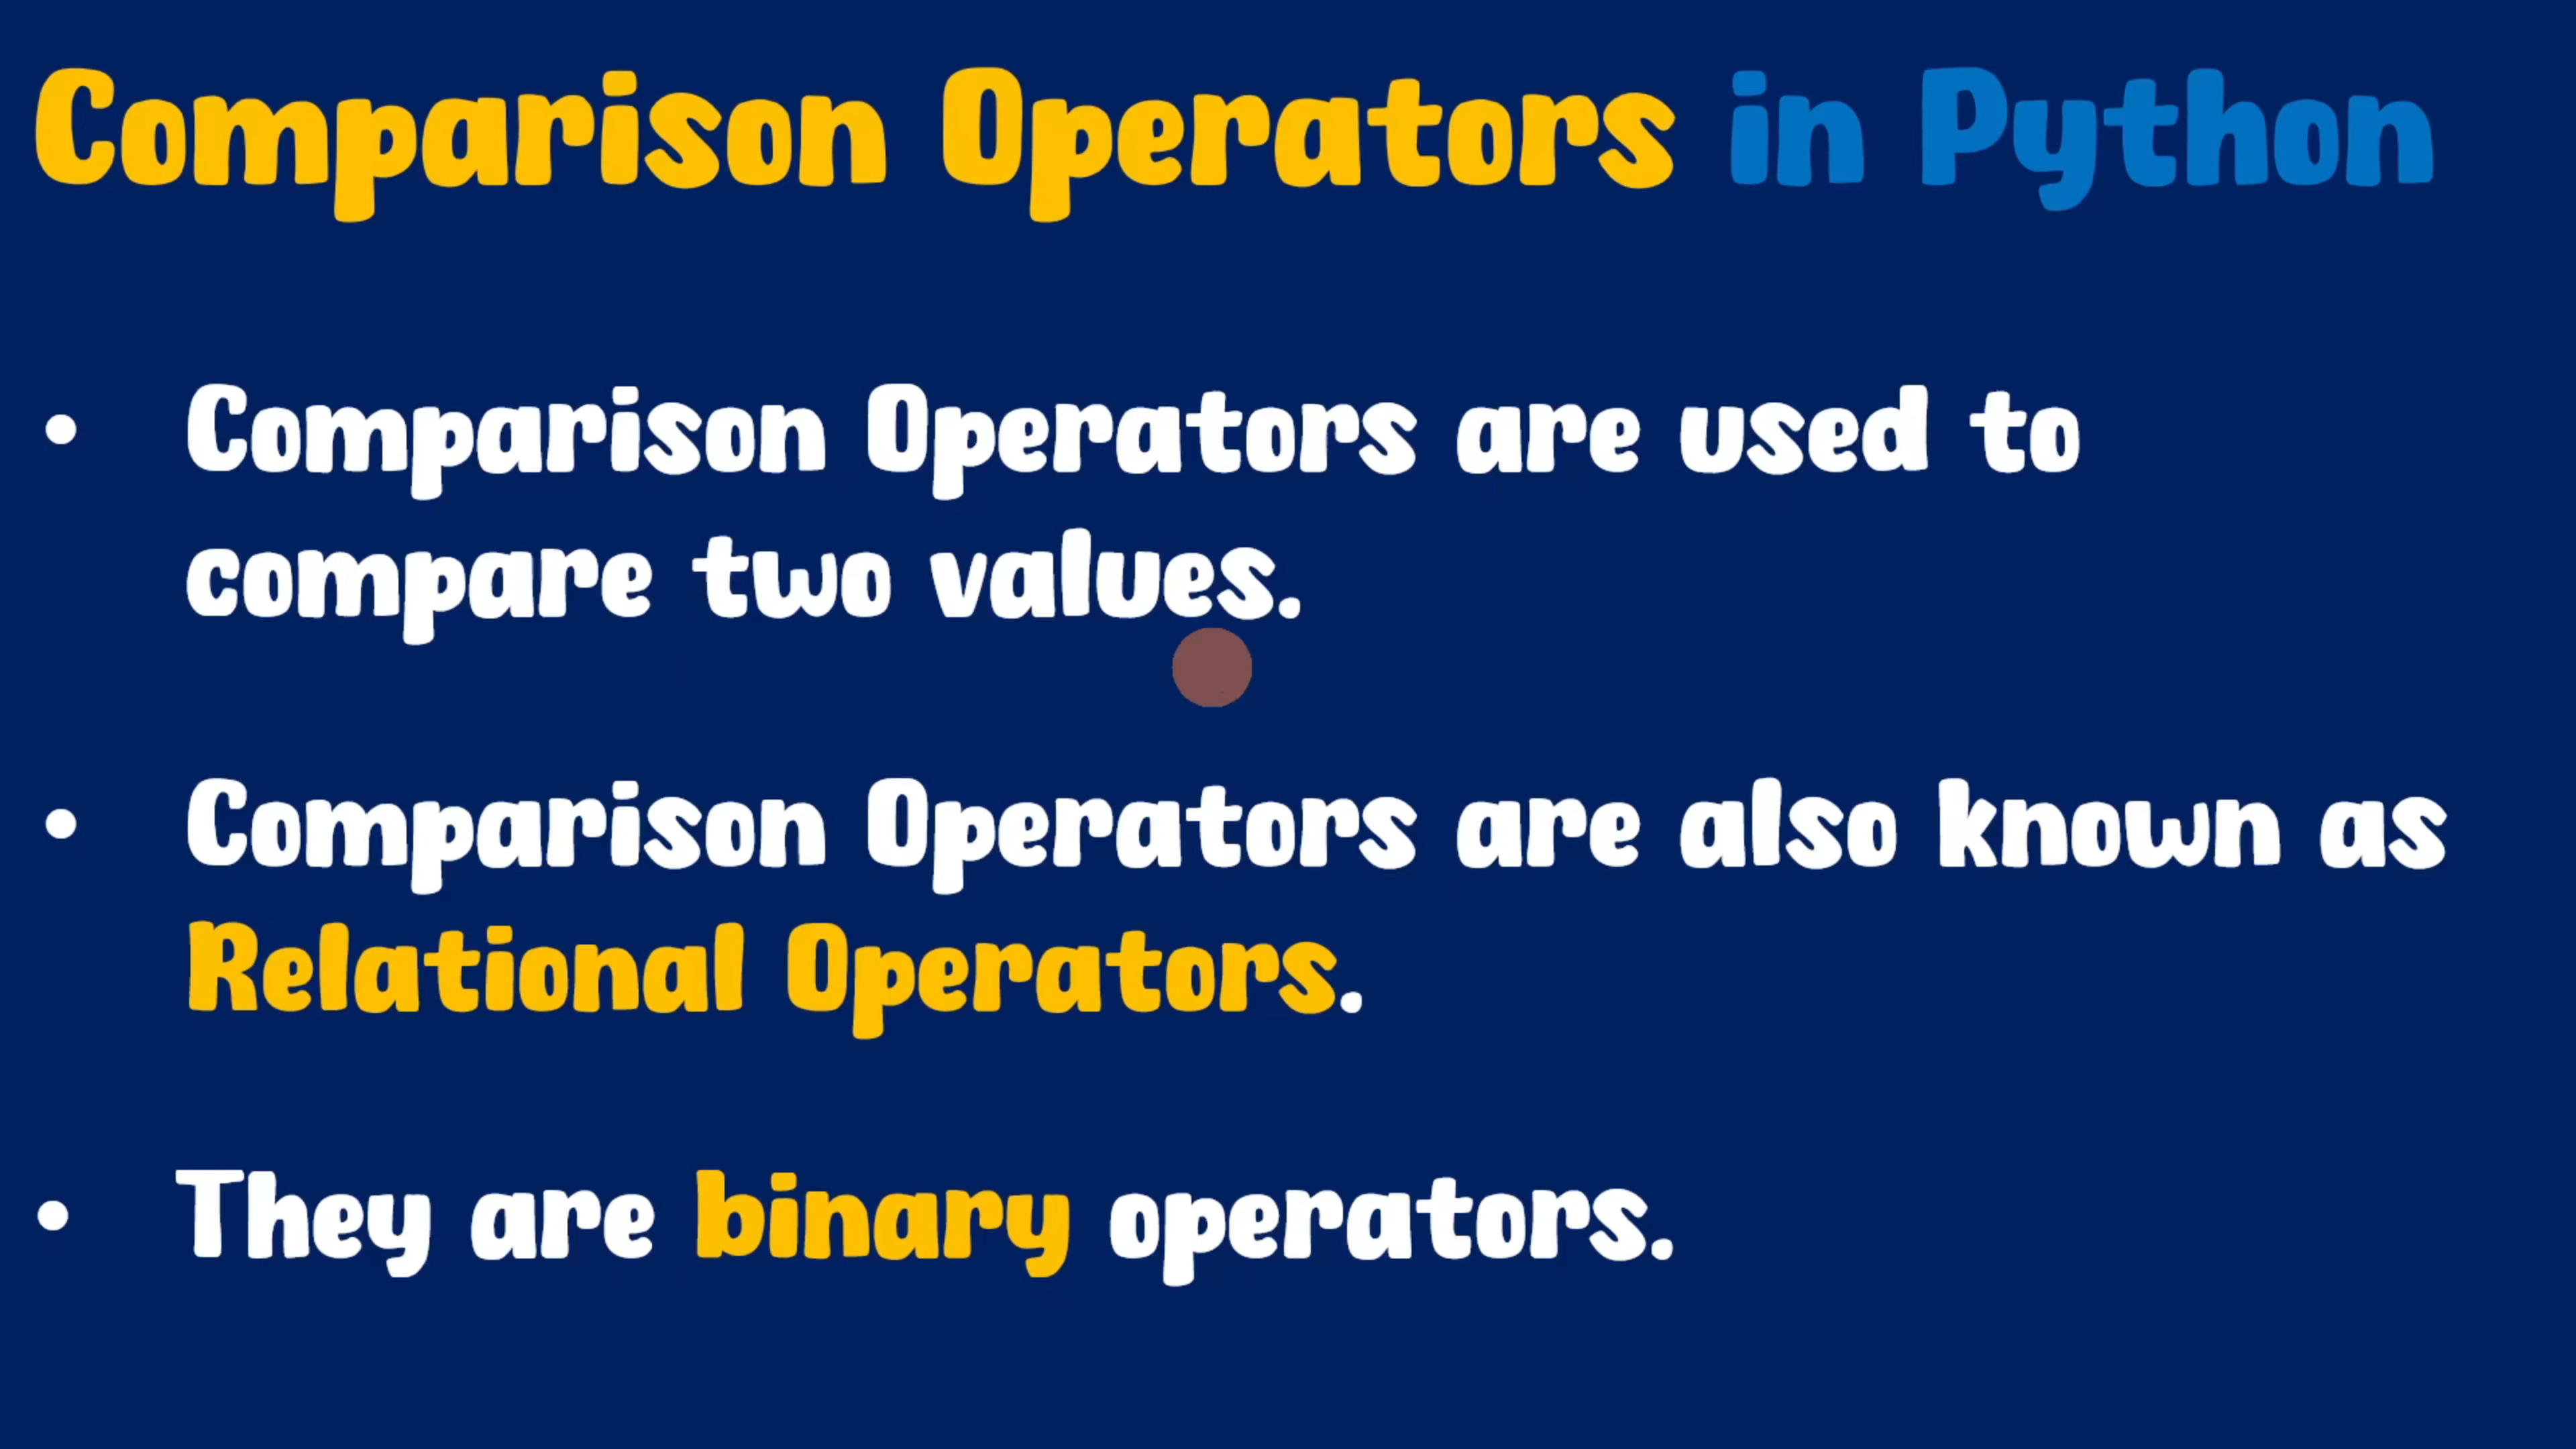 Comparison Operators in Python
• Comparison Operators are used to
compare two values.
• Comparison Operators are also known as
Relational Operators.
• They are binary operators.